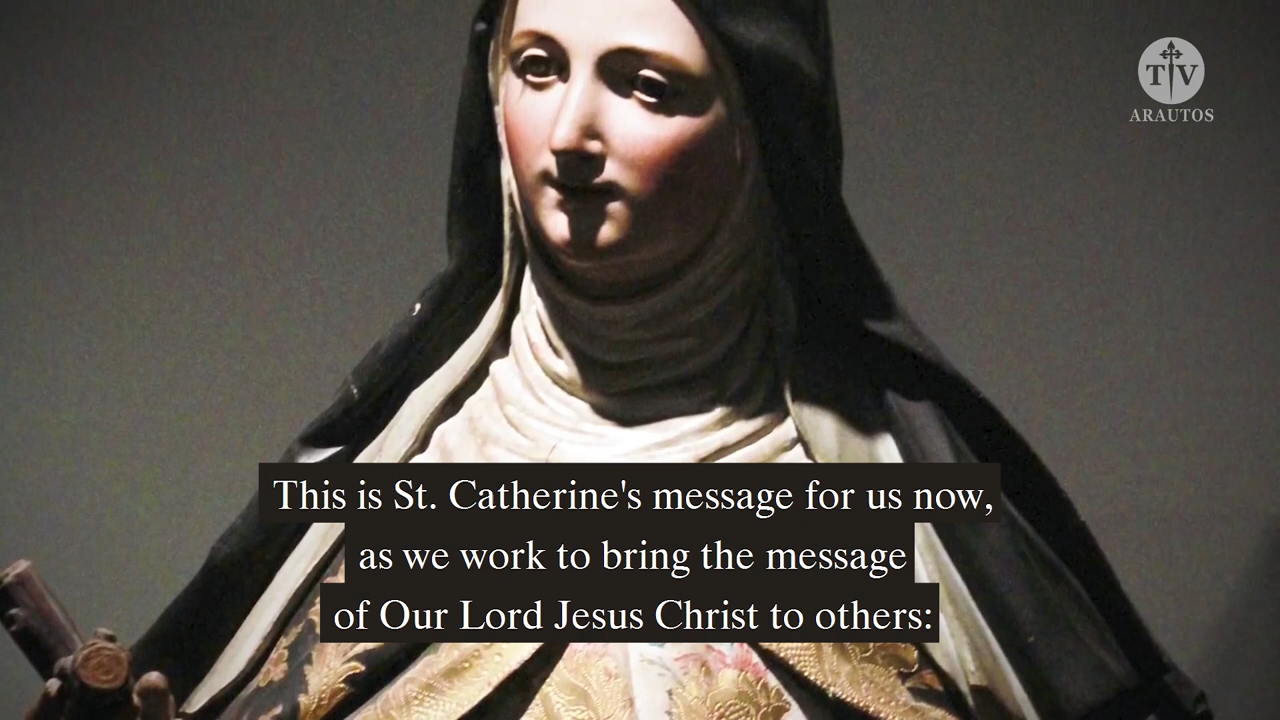 TV
ARAUTOS
This is St. Catherine's message for us now,
as we work to bring the message
of Our Lord Jesus Christ to others: